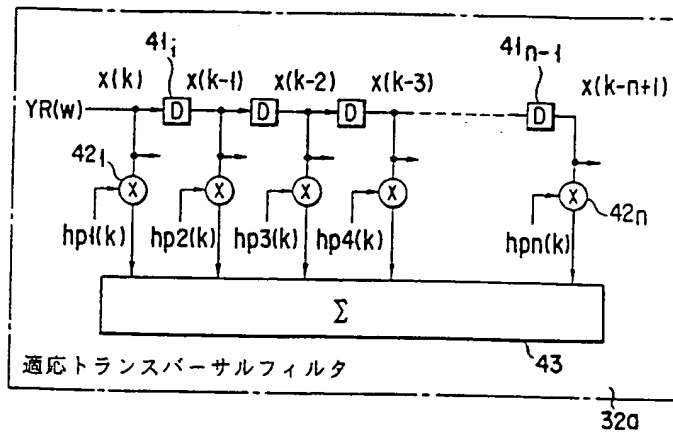 41i 41n-1
x(k) x(k-1) x(k-2) x(k-3) x(k-n+1)
YR(w) D D D D
421 X X X X X 42n
hp1(k) hp2(k) hp3(k) hp4(k) hpn(k)
Σ
適応トランスバーサルフィルタ 43
32a